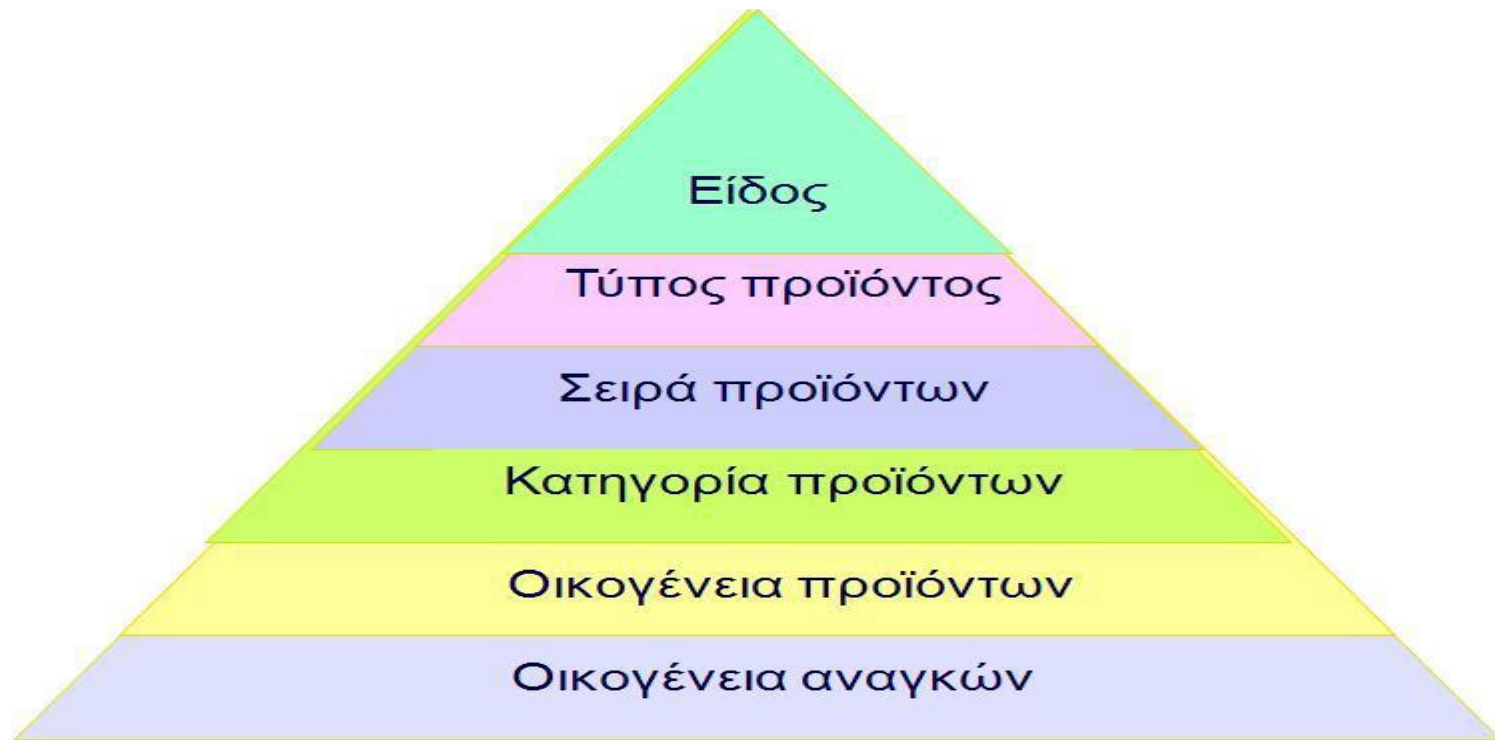 Είδος
Τύπος προϊόντος
Σειρά προϊόντων
Κατηγορία προϊόντων
Οικογένεια προϊόντων
Οικογένεια αναγκών